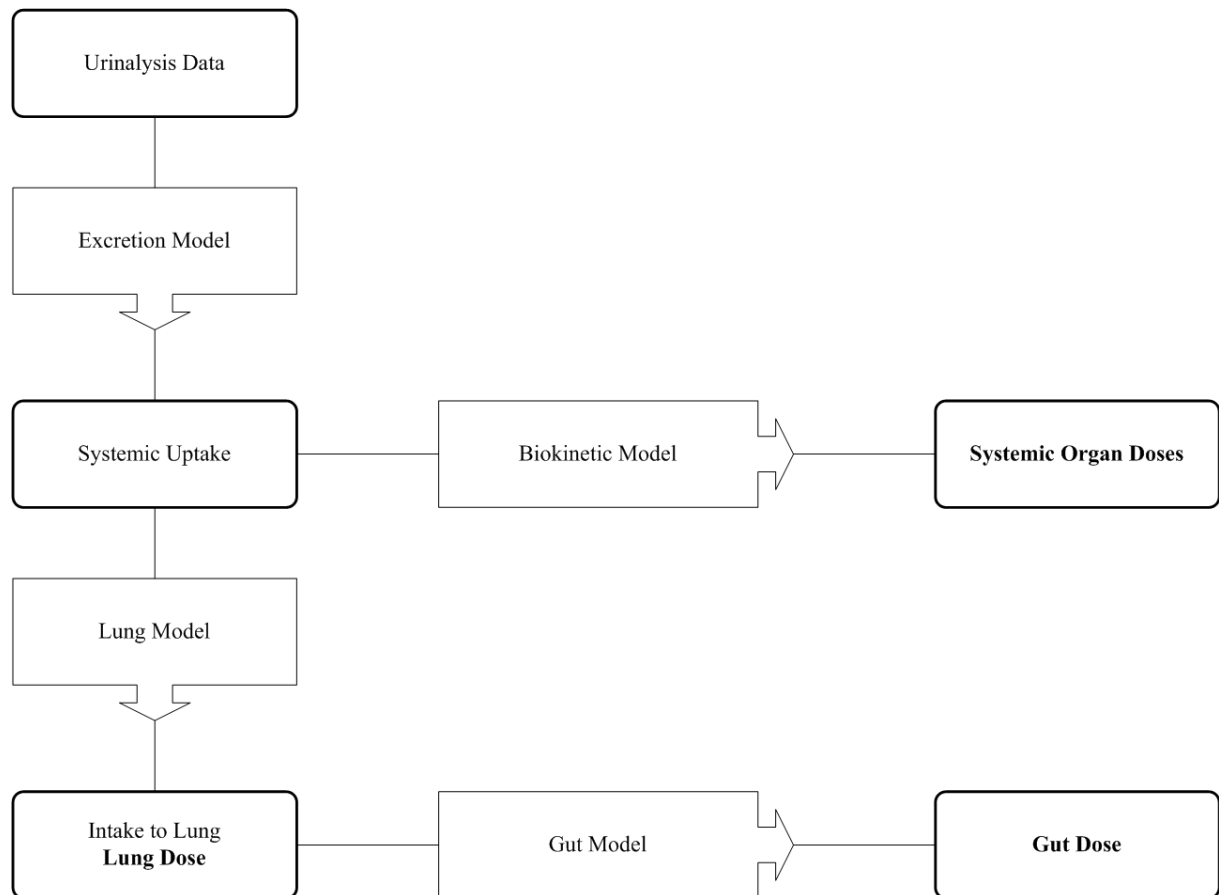 Urinalysis Data
Excretion Model
Systemic Uptake
Biokinetic Model
Systemic Organ Doses
Lung Model
Intake to Lung
Lung Dose
Gut Model
Gut Dose